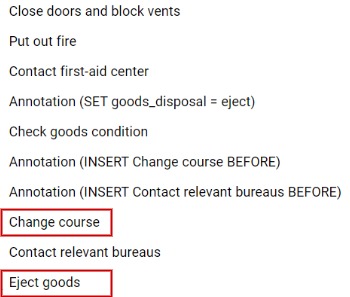 Close doors and block vents
Put out fire
Contact first-aid center
Annotation (SET goods_disposal = eject)
Check goods condition
Annotation (INSERT Change course BEFORE)
Annotation (INSERT Contact relevant bureaus BEFORE)
Change course
Contact relevant bureaus
Eject goods